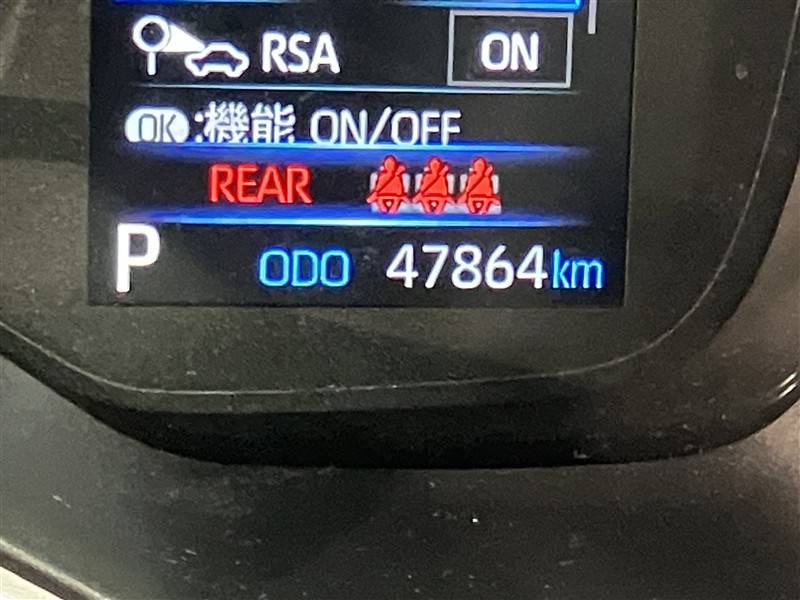 RSA ON
OK:機能 ON/OFF
REAR
P ODO 47864km